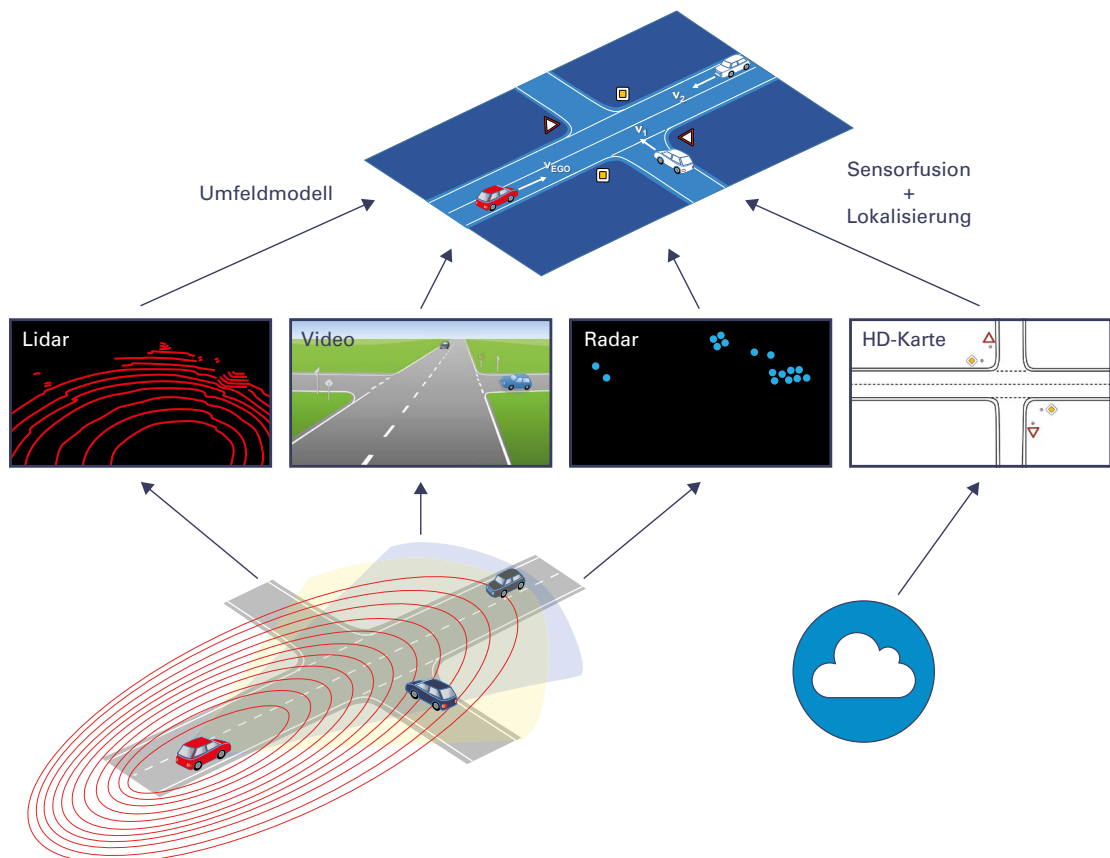 v₂
v₁
vEGO
Umfeldmodell
Sensorfusion
+
Lokalisierung
Lidar
Video
Radar
HD-Karte